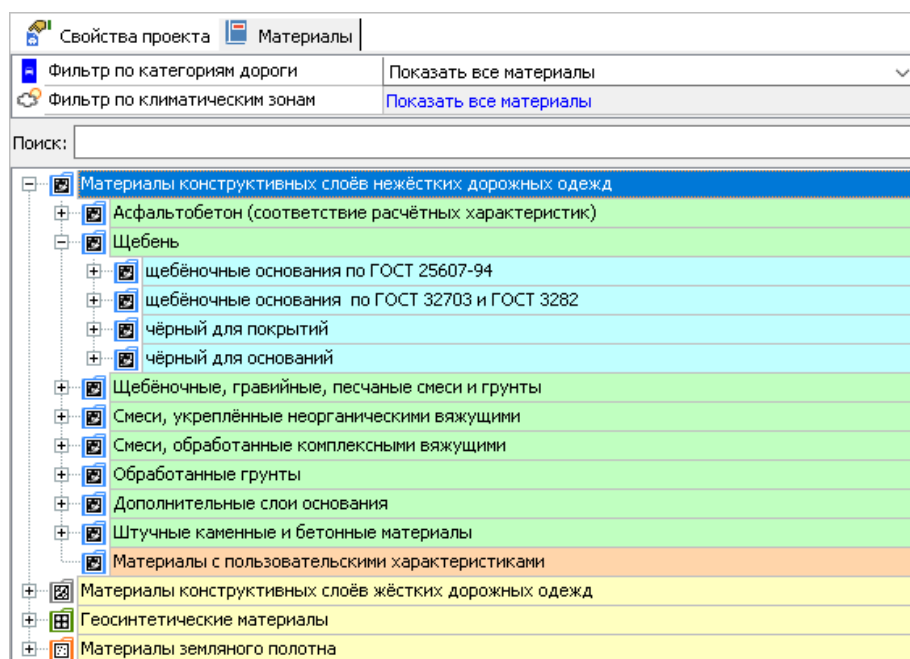 Свойства проекта Материалы
Фильтр по категориям дороги Показать все материалы
Фильтр по климатическим зонам Показать все материалы
Поиск:
Материалы конструктивных слоёв нежёстких дорожных одежд
Асфальтобетон (соответствие расчётных характеристик)
Щебень
щебёночные основания по ГОСТ 25607-94
щебёночные основания по ГОСТ 32703 и ГОСТ 3282
чёрный для покрытий
чёрный для оснований
Щебёночные, гравийные, песчаные смеси и грунты
Смеси, укреплённые неорганическими вяжущими
Смеси, обработанные комплексными вяжущими
Обработанные грунты
Дополнительные слои основания
Штучные каменные и бетонные материалы
Материалы с пользовательскими характеристиками
Материалы конструктивных слоёв жёстких дорожных одежд
Геосинтетические материалы
Материалы земляного полотна